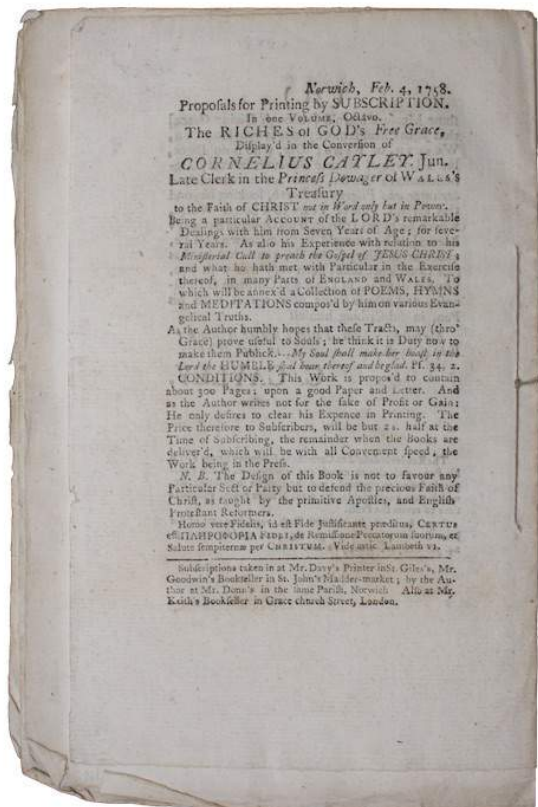 Norwich, Feb. 4, 1758.
Propoſals for Printing by SUBSCRIPTION.
In one VOLUME, Octavo.
The RICHES of GOD's Free Grace,
Diſplay'd in the Converſion of
CORNELIUS CAYLEY. Jun.
Late Clerk in the Princeſs Dowager of WALES's
Treaſury
to the Faith of CHRIST not in Word only but in Power.
Being a particular ACCOUNT of the LORD's remarkable
Dealings with him from Seven Years of Age; for ſeve-
ral Years. As alſo his Experience with relation to his
Miniſterial Call to preach the Goſpel of JESUS CHRIST;
and what he hath met with Particular in the Exerciſe
thereof, in many Parts of ENGLAND and WALES. To
which will be annex'd a Collection of POEMS, HYMNS
and MEDITATIONS compos'd by him on various Evan-
gelical Truths.
As the Author humbly hopes that theſe Tracts, may (thro'
Grace) prove uſeful to Souls; he think it is Duty now to
make them Publick.---My Soul ſhall make her boaſt in the
Lord the HUMBLE ſhal hear thereof and be glad. Pſ. 34. 2.
CONDITIONS. This Work is propos'd to contain
about 300 Pages; upon a good Paper and Letter. And
as the Author writes not for the ſake of Profit or Gain;
He only deſires to clear his Expence in Printing. The
Price therefore to Subſcribers, will be but 2s. half at the
Time of Subſcribing, the remainder when the Books are
deliver'd, which will be with all Convenient ſpeed, the
Work being in the Preſs.
N. B. The Deſign of this Book is not to favour any
Particular Sect or Party but to defend the precious Faith of
Chriſt, as taught by the primitive Apoſtles, and Engliſh
Proteſtant Reformers.
Homo vere Fidelis, id eſt Fide Juſtificante præditus, CERTUS
eſt ΠΛΗΡΟΦΟΡΙΑ FIDEI, de Remiſſione Peccatorum ſuorum, et
Salute ſempiternæ per CHRISTUM. Vide Lambeth VI.
Subſcriptions taken in at Mr. Davy's Printer in St. Giles's, Mr.
Goodwin's Bookſeller in St. John's Madder-market; by the Au-
thor at Mr. Donn's in the ſame Pariſh, Norwich Alſo at Mr.
Keith's Bookſeller in Grace church Street, London.